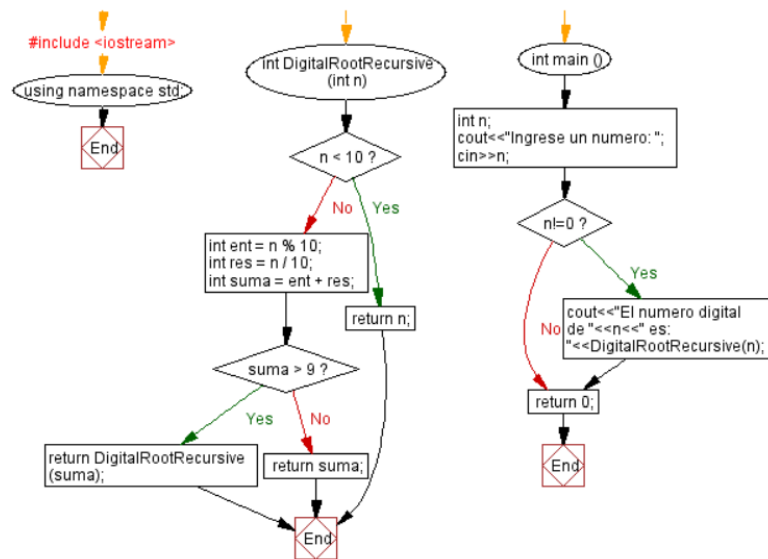 #include <iostream>
using namespace std;
End
int DigitalRootRecursive
(int n)
n < 10 ?
No
Yes
int ent = n % 10;
int res = n / 10;
int suma = ent + res;
return n;
suma > 9 ?
Yes
No
return DigitalRootRecursive
(suma);
return suma;
End
int main ()
int n;
cout<<"Ingrese un numero: ";
cin>>n;
n!=0 ?
Yes
No
cout<<"El numero digital
de "<<n<<" es:
"<<DigitalRootRecursive(n);
return 0;
End